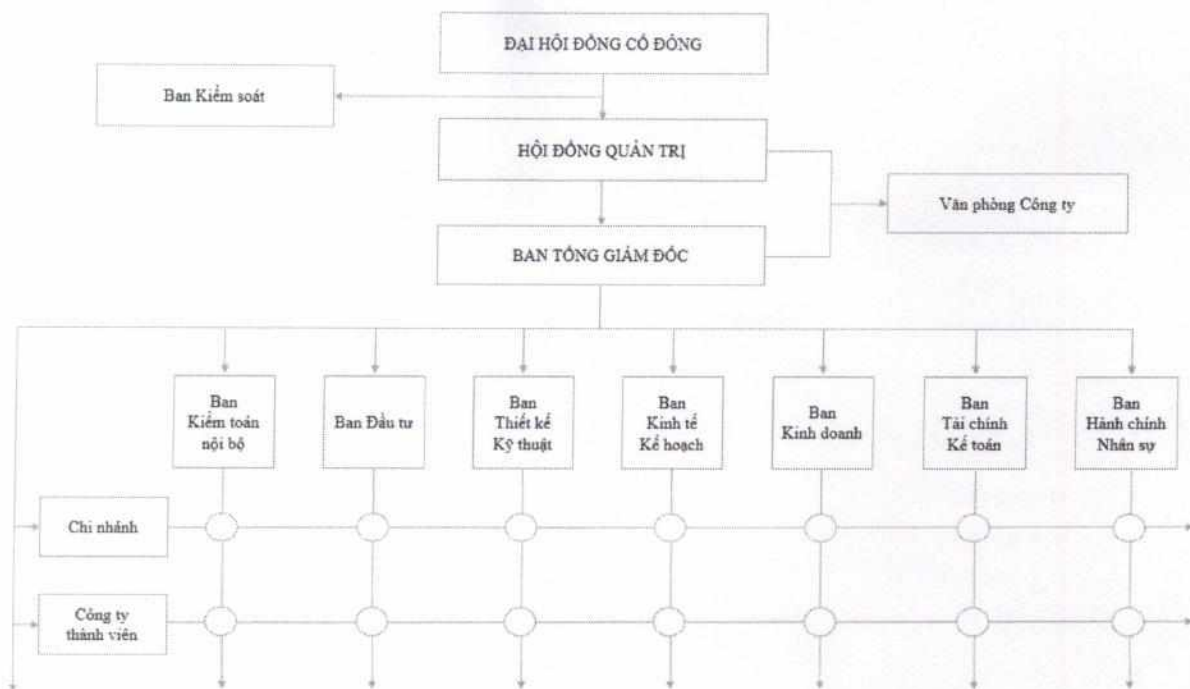 ĐẠI HỘI ĐỒNG CỔ ĐÔNG
Ban Kiểm soát
HỘI ĐỒNG QUẢN TRỊ
Văn phòng Công ty
BAN TỔNG GIÁM ĐỐC
Ban
Kiểm toán
nội bộ
Ban Đầu tư
Ban
Thiết kế
Kỹ thuật
Ban
Kinh tế
Kế hoạch
Ban
Kinh doanh
Ban
Tài chính
Kế toán
Ban
Hành chính
Nhân sự
Chi nhánh
Công ty
thành viên